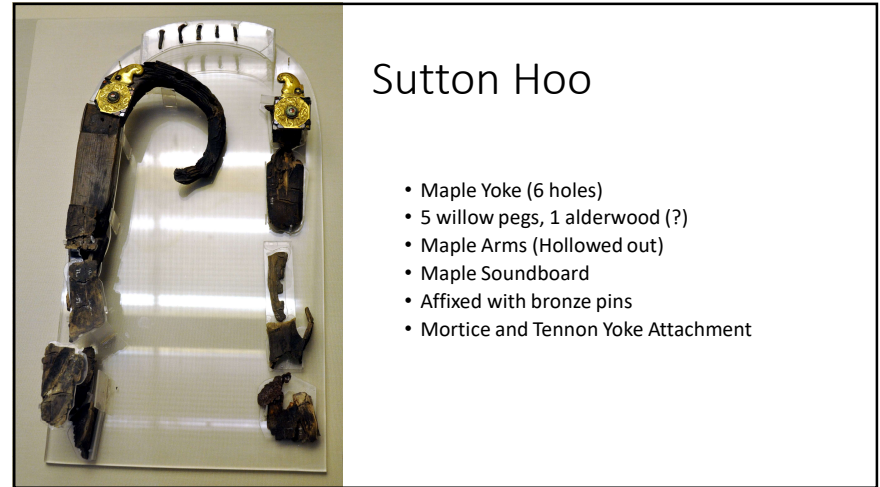 Sutton Hoo
• Maple Yoke (6 holes)
• 5 willow pegs, 1 alderwood (?)
• Maple Arms (Hollowed out)
• Maple Soundboard
• Affixed with bronze pins
• Mortice and Tennon Yoke Attachment